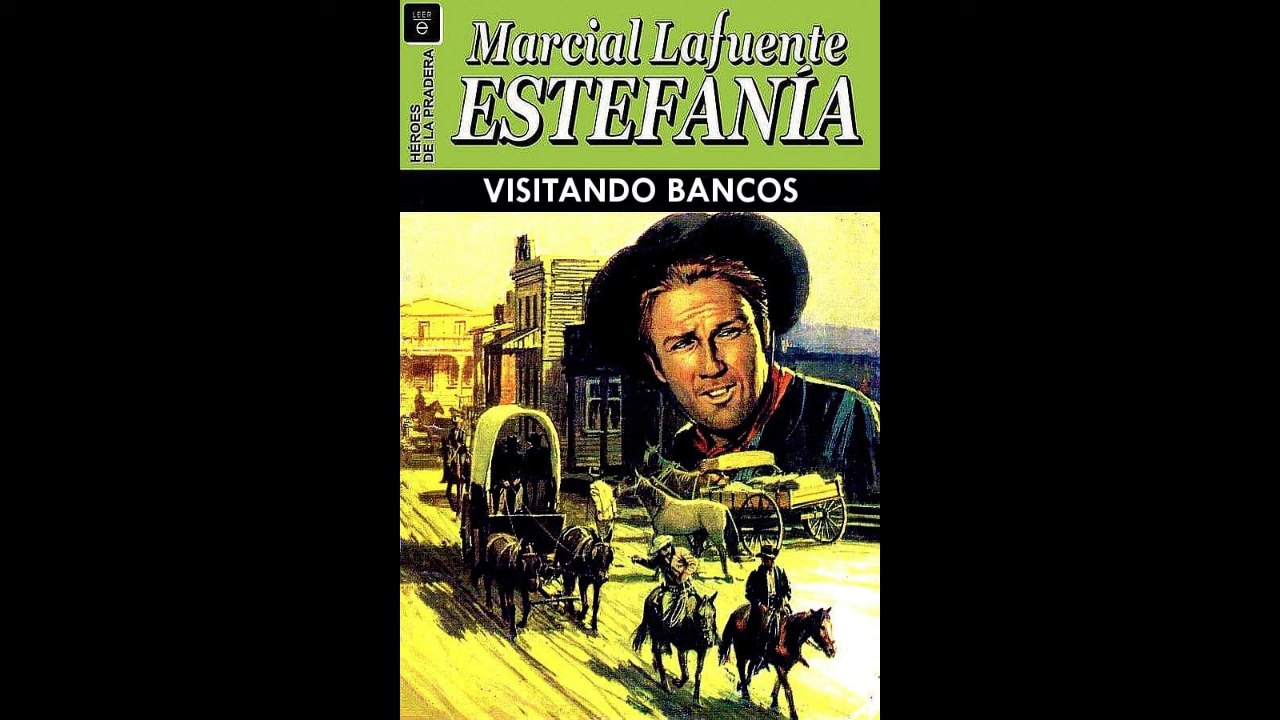 LEER
e
Marcial Lafuente
ESTEFANÍA
HÉROES
DE LA PRADERA
VISITANDO BANCOS